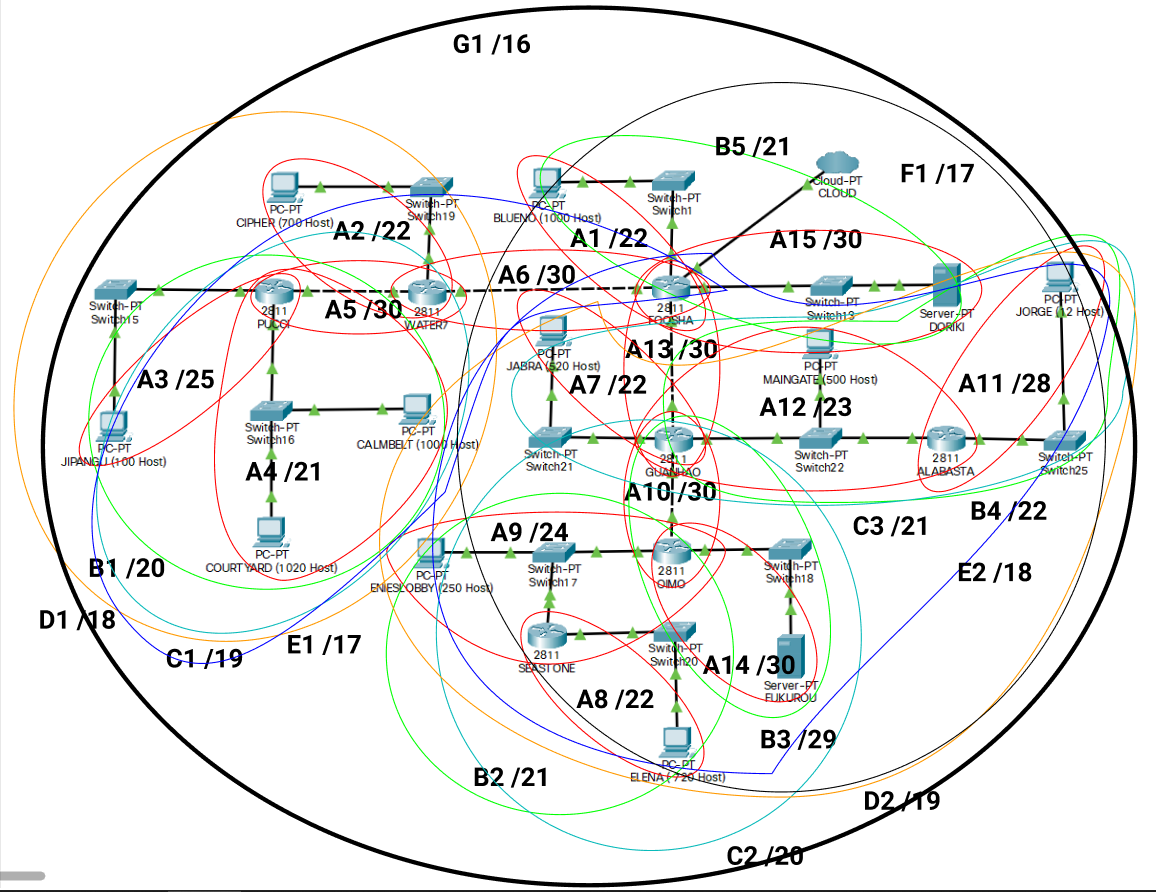 G1 /16
B5 /21
F1 /17
Cloud-PT
CLOUD
PC-PT
CIPHER (700 Host)
Switch-PT
Switch19
A2 /22
PC-PT
BLUENO (1000 Host)
Switch-PT
Switch1
A1 /22
A15 /30
A6 /30
Switch-PT
Switch15
2811
PUCCI
A5 /30
2811
WATER7
2811
FOOSHA
Switch-PT
Switch13
Server-PT
DORIKI
PC-PT
JORGE (12 Host)
A3 /25
PC-PT
JABRA (520 Host)
A7 /22
A13 /30
PC-PT
MAINGATE (500 Host)
A12 /23
A11 /28
PC-PT
JIPANGU (100 Host)
Switch-PT
Switch16
PC-PT
CALMBELT (1000 Host)
Switch-PT
Switch21
2811
GUANHAO
Switch-PT
Switch22
2811
ALABASTA
Switch-PT
Switch25
A4 /21
A10 /30
B4 /22
C3 /21
A9 /24
PC-PT
COURTYARD (1020 Host)
B1 /20
PC-PT
ENIESLOBBY (250 Host)
Switch-PT
Switch17
2811
OIMO
Switch-PT
Switch18
E2 /18
D1 /18
E1 /17
C1 /19
2811
SEASTONE
Switch-PT
Switch20
A14 /30
Server-PT
FUKUROU
A8 /22
B3 /29
PC-PT
ELENA ( 720 Host)
B2 /21
D2 /19
C2 /20